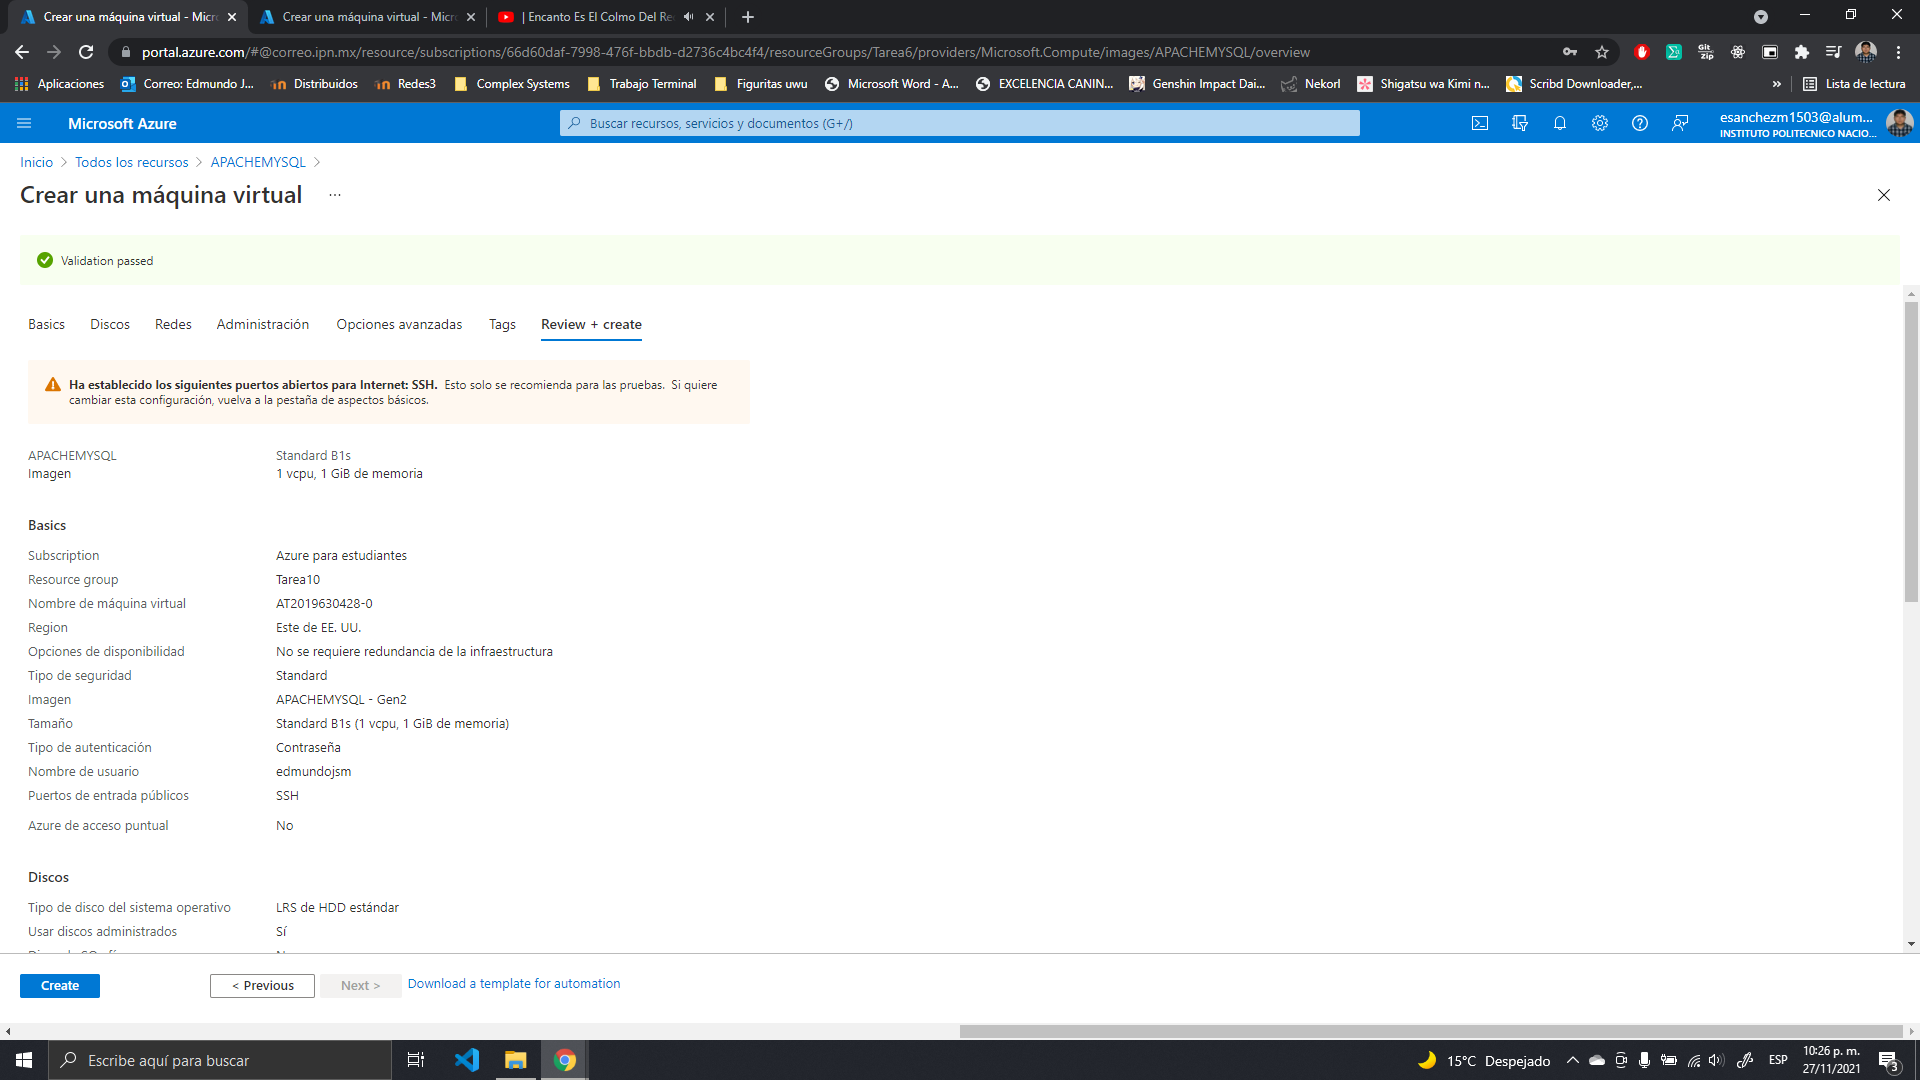 Crear una máquina virtual - Micro
Crear una máquina virtual - Micro
| Encanto Es El Colmo Del Re
portal.azure.com/#@correo.ipn.mx/resource/subscriptions/66d60daf-7998-476f-bbdb-d2736c4bc4f4/resourceGroups/Tarea6/providers/Microsoft.Compute/images/APACHEMYSQL/overview
Aplicaciones
Correo: Edmundo J...
Distribuidos
Redes3
Complex Systems
Trabajo Terminal
Figuritas uwu
Microsoft Word - A...
EXCELENCIA CANIN...
Genshin Impact Dai...
Nekorl
Shigatsu wa Kimi n...
Scribd Downloader,...
»
Lista de lectura
Microsoft Azure
Buscar recursos, servicios y documentos (G+/)
esanchezm1503@alum...
INSTITUTO POLITECNICO NACIO...
Inicio > Todos los recursos > APACHEMYSQL >
Crear una máquina virtual ...
Validation passed
Basics Discos Redes Administración Opciones avanzadas Tags Review + create
Ha establecido los siguientes puertos abiertos para Internet: SSH. Esto solo se recomienda para las pruebas. Si quiere
cambiar esta configuración, vuelva a la pestaña de aspectos básicos.
APACHEMYSQL Standard B1s
Imagen 1 vcpu, 1 GiB de memoria
Basics
Subscription Azure para estudiantes
Resource group Tarea10
Nombre de máquina virtual AT2019630428-0
Region Este de EE. UU.
Opciones de disponibilidad No se requiere redundancia de la infraestructura
Tipo de seguridad Standard
Imagen APACHEMYSQL - Gen2
Tamaño Standard B1s (1 vcpu, 1 GiB de memoria)
Tipo de autenticación Contraseña
Nombre de usuario edmundojsm
Puertos de entrada públicos SSH
Azure de acceso puntual No
Discos
Tipo de disco del sistema operativo LRS de HDD estándar
Usar discos administrados Sí
Create < Previous Next > Download a template for automation
Escribe aquí para buscar
15°C Despejado
ESP
10:26 p. m.
27/11/2021
3